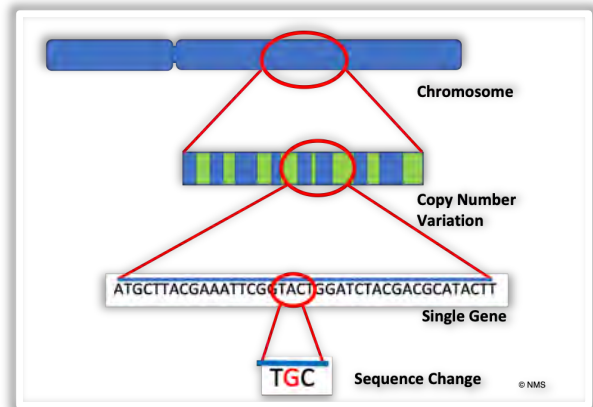 Chromosome
Copy Number
Variation
ATGCTTACGAAATTCGGTACTGGATCTACGACGCATACTT
Single Gene
TGC
Sequence Change
© NMS